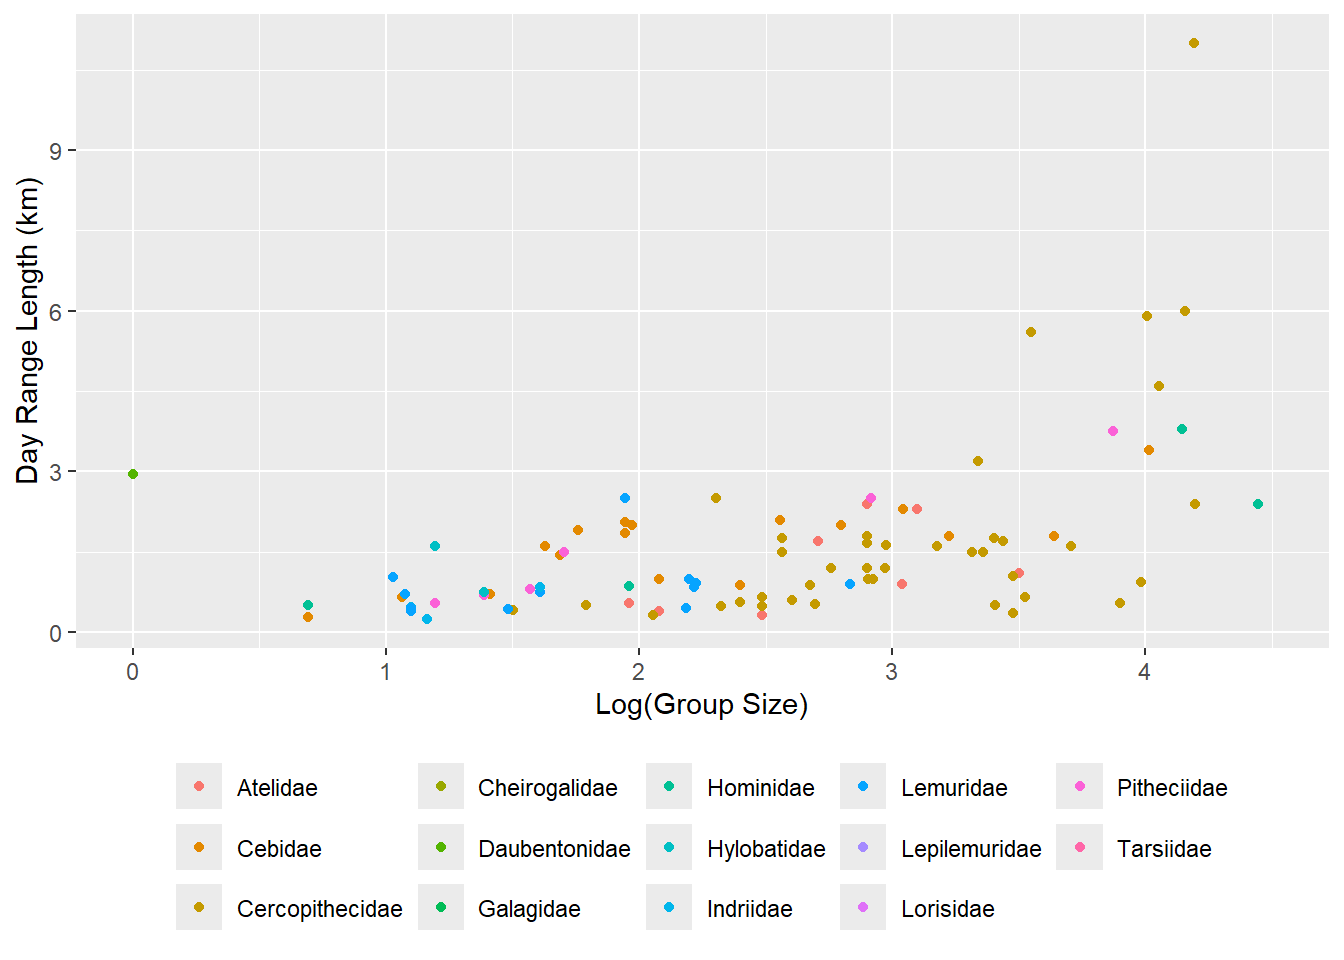 9
6
3
0
Day Range Length (km)
0 1 2 3 4
Log(Group Size)
Atelidae Cheirogalidae Hominidae Lemuridae Pitheciidae
Cebidae Daubentonidae Hylobatidae Lepilemuridae Tarsiidae
Cercopithecidae Galagidae Indriidae Lorisidae